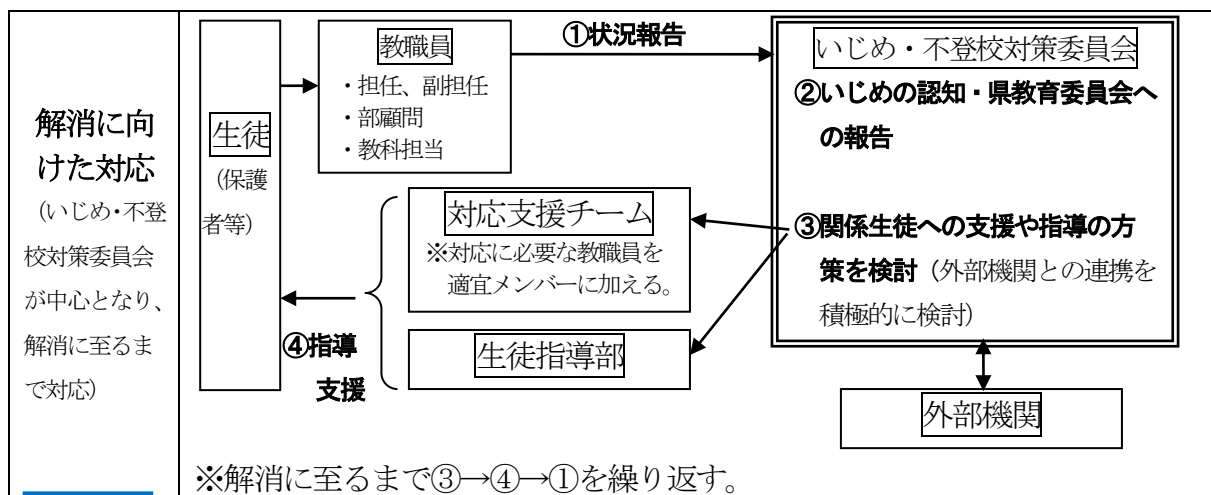 解消に向
けた対応
（いじめ・不登
校対策委員会
が中心となり、
解消に至るま
で対応）
生徒
（保護
者等）
教職員
・担任、副担任
・部顧問
・教科担当
①状況報告
いじめ・不登校対策委員会
②いじめの認知・県教育委員会へ
の報告
③関係生徒への支援や指導の方
策を検討（外部機関との連携を
積極的に検討）
対応支援チーム
※対応に必要な教職員を
適宜メンバーに加える。
生徒指導部
④指導
支援
外部機関
※解消に至るまで③→④→①を繰り返す。